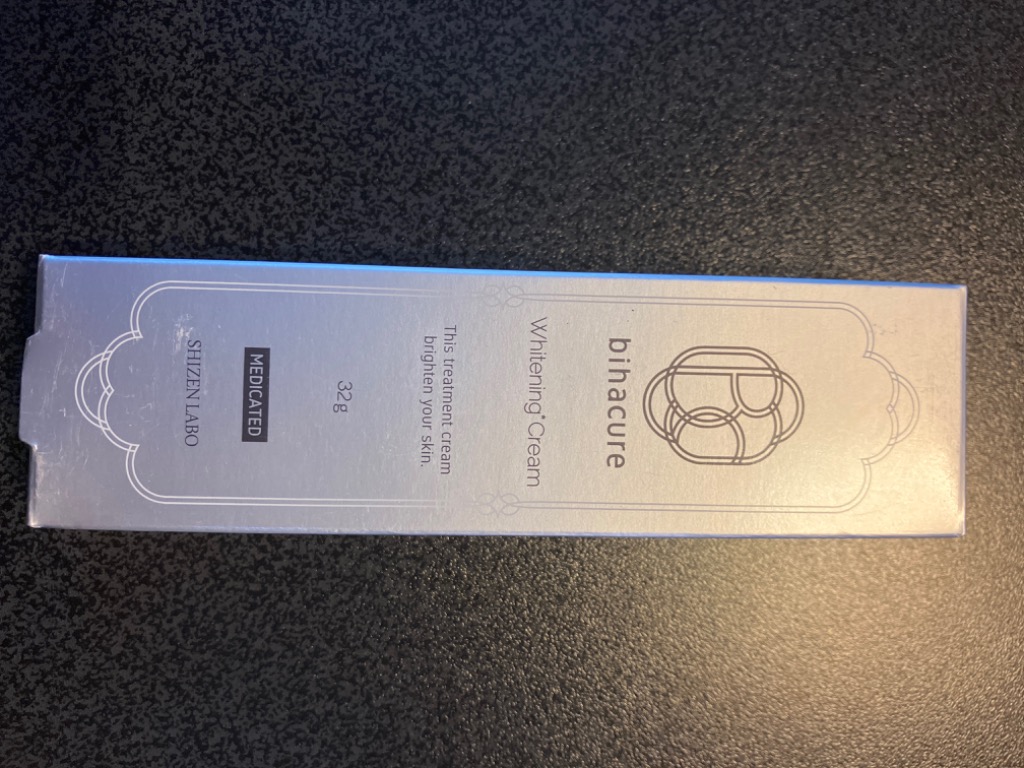 bihacure
Whitening*Cream
This treatment cream
brighten your skin.
32g
MEDICATED
SHIZEN LABO